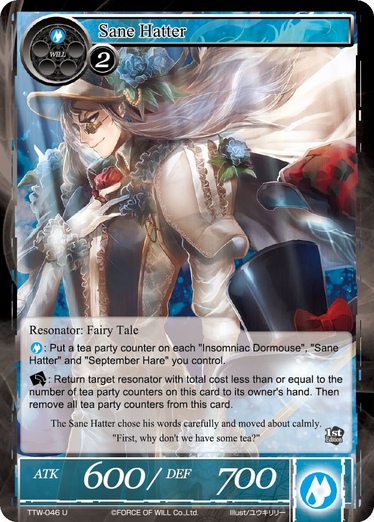 Sane Hatter
WILL
2
Resonator: Fairy Tale
: Put a tea party counter on each "Insomniac Dormouse", "Sane
Hatter" and "September Hare" you control.
: Return target resonator with total cost less than or equal to the
number of tea party counters on this card to its owner's hand. Then
remove all tea party counters from this card.
The Sane Hatter chose his words carefully and moved about calmly.
"First, why don't we have some tea?"
1st
Edition
ATK 600/ DEF 700
TTW-046 U ©FORCE OF WILL Co.,Ltd. Illust/ユウキリリー